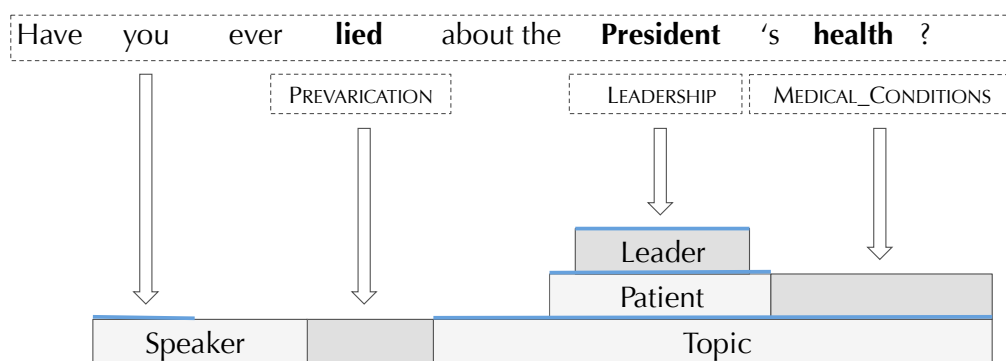 Have you ever lied about the President ‘s health ?
PREVARICATION LEADERSHIP MEDICAL_CONDITIONS
Leader
Patient
Speaker Topic